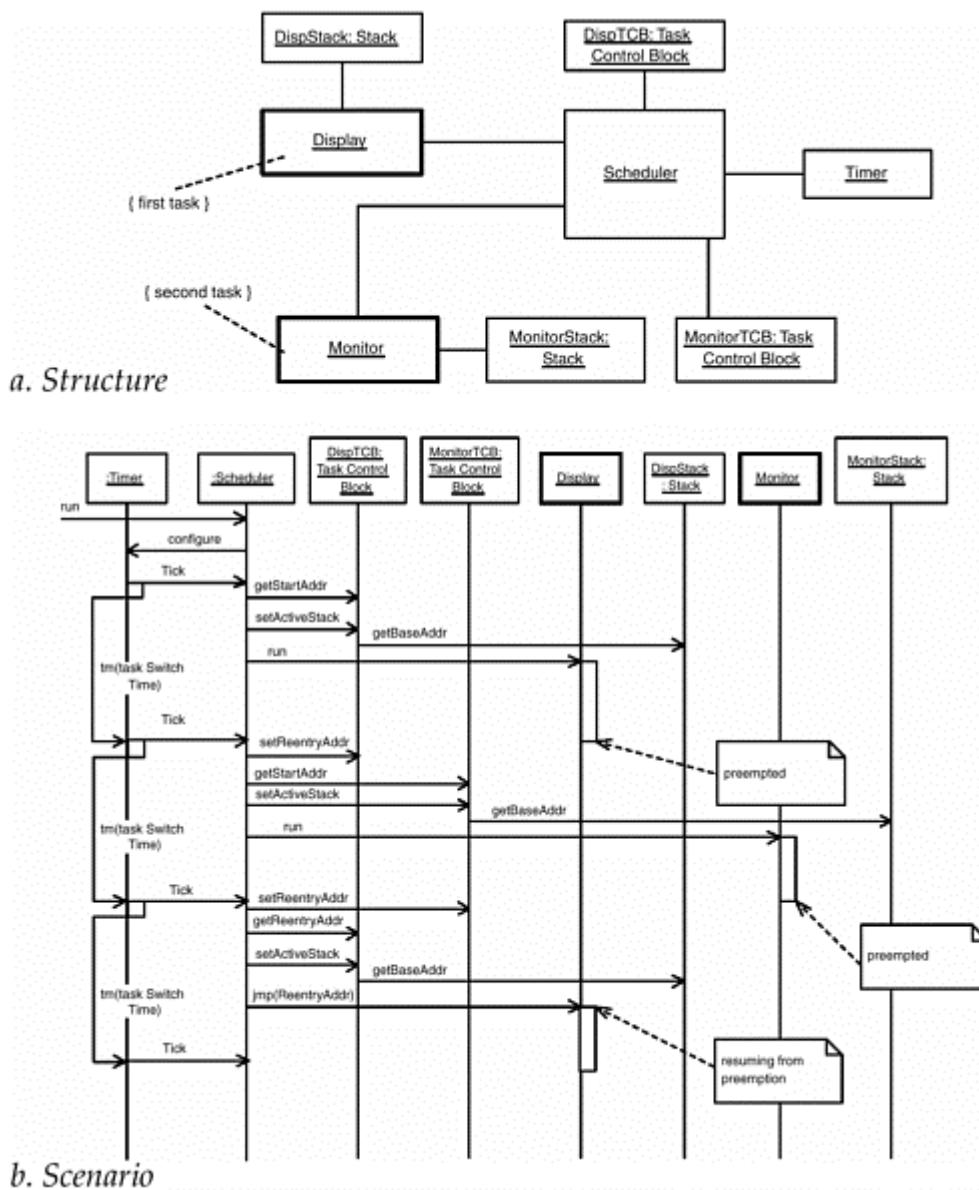 DispStack: Stack
DispTCB: Task
Control Block
Display
Scheduler
Timer
{ first task }
{ second task }
Monitor
MonitorStack:
Stack
MonitorTCB: Task
Control Block
a. Structure
:Timer
:Scheduler
DispTCB:
Task Control
Block
MonitorTCB:
Task Control
Block
Display
DispStack
: Stack
Monitor
MonitorStack:
Stack
run
configure
Tick
getStartAddr
setActiveStack
getBaseAddr
run
tm(task Switch
Time)
Tick
setReentryAddr
preempted
getStartAddr
setActiveStack
getBaseAddr
run
tm(task Switch
Time)
Tick
setReentryAddr
getReentryAddr
preempted
setActiveStack
getBaseAddr
jmp(ReentryAddr)
tm(task Switch
Time)
Tick
resuming from
preemption
b. Scenario